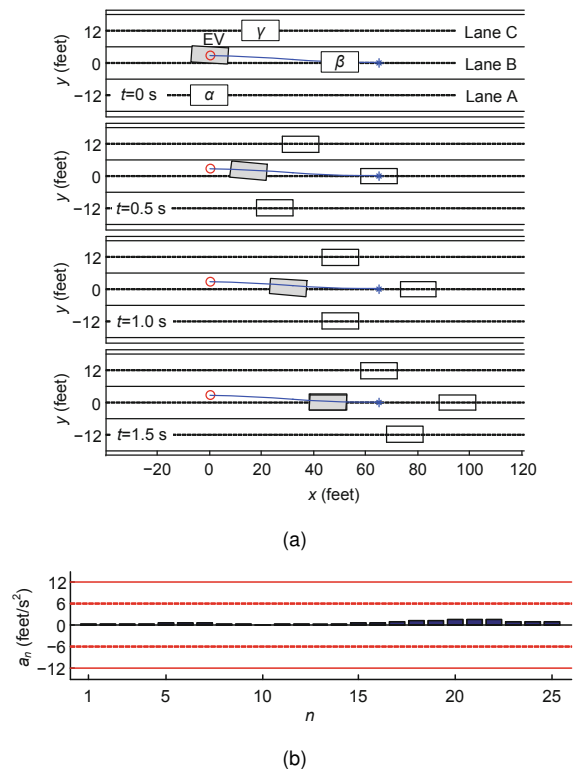 12
0
−12
y (feet)
EV
γ
β
α
t=0 s
Lane C
Lane B
Lane A
12
0
−12
y (feet)
t=0.5 s
12
0
−12
y (feet)
t=1.0 s
12
0
−12
y (feet)
t=1.5 s
−20 0 20 40 60 80 100 120
x (feet)
(a)
12
6
0
−6
−12
aₙ (feet/s²)
1 5 10 15 20 25
n
(b)